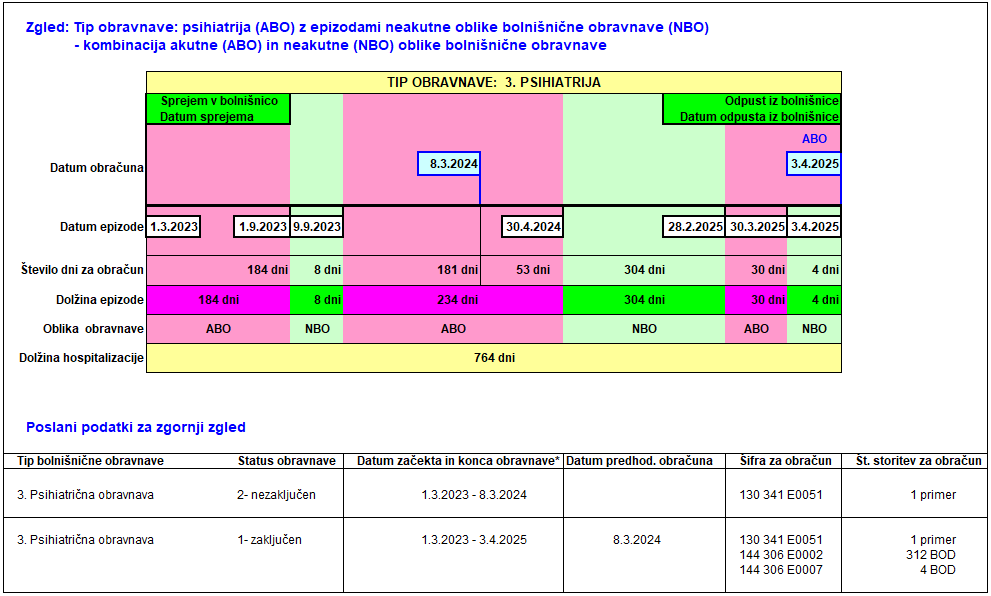 Zgled: Tip obravnave: psihiatrija (ABO) z epizodami neakutne oblike bolnišnične obravnave (NBO)
- kombinacija akutne (ABO) in neakutne (NBO) oblike bolnišnične obravnave
TIP OBRAVNAVE: 3. PSIHIATRIJA
Sprejem v bolnišnico Odpust iz bolnišnice
Datum sprejema Datum odpusta iz bolnišnice
ABO
Datum obračuna 8.3.2024 3.4.2025
Datum epizode 1.3.2023 1.9.2023 9.9.2023 30.4.2024 28.2.2025 30.3.2025 3.4.2025
Število dni za obračun 184 dni 8 dni 181 dni 53 dni 304 dni 30 dni 4 dni
Dolžina epizode 184 dni 8 dni 234 dni 304 dni 30 dni 4 dni
Oblika obravnave ABO NBO ABO NBO ABO NBO
Dolžina hospitalizacije 764 dni
Poslani podatki za zgornji zgled
Tip bolnišnične obravnave Status obravnave Datum začekta in konca obravnave* Datum predhod. obračuna Šifra za obračun Št. storitev za obračun
3. Psihiatrična obravnava 2- nezaključen 1.3.2023 - 8.3.2024 130 341 E0051 1 primer
3. Psihiatrična obravnava 1- zaključen 1.3.2023 - 3.4.2025 8.3.2024 130 341 E0051 1 primer
144 306 E0002 312 BOD
144 306 E0007 4 BOD